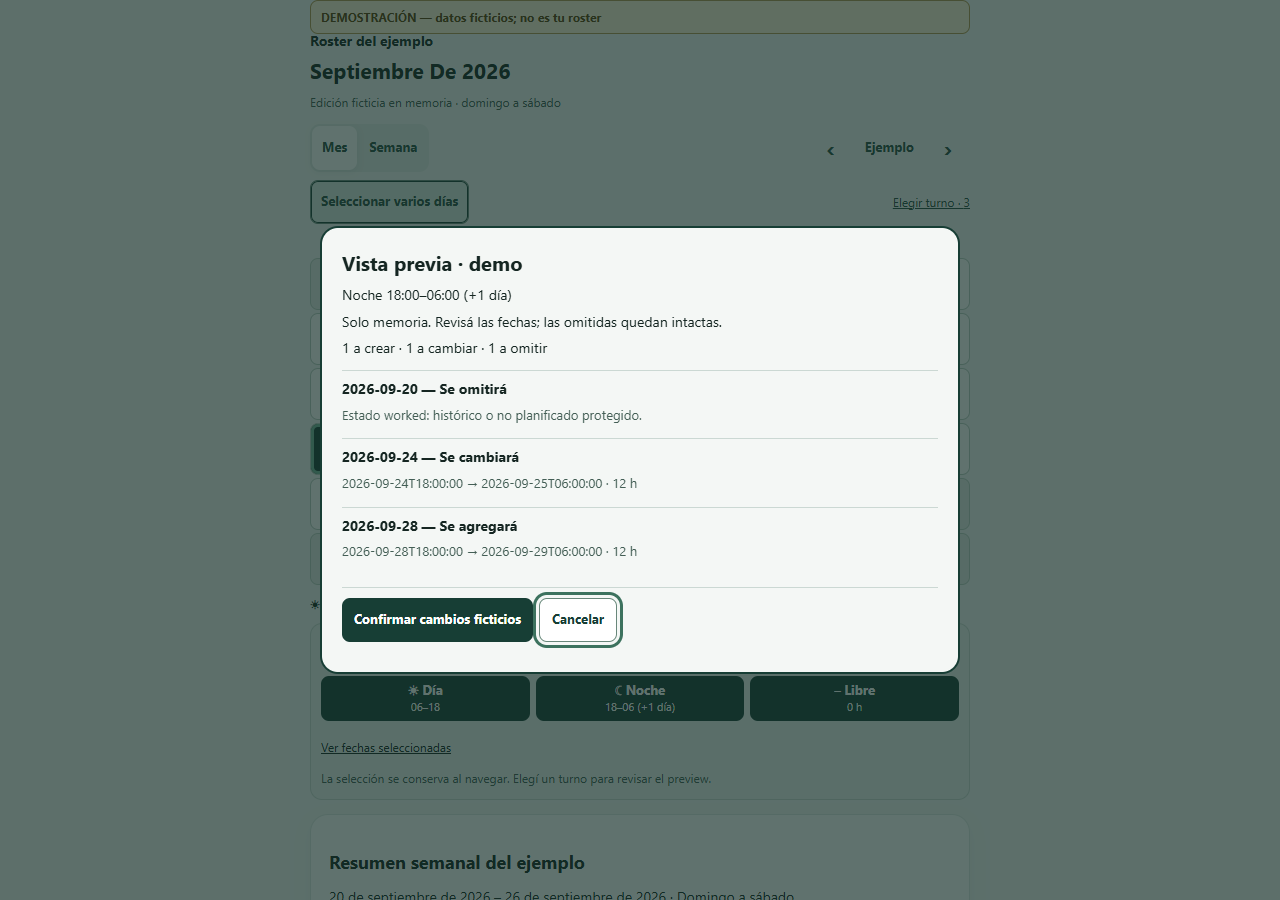 DEMOSTRACIÓN — datos ficticios; no es tu roster
Roster del ejemplo
Septiembre De 2026
Edición ficticia en memoria · domingo a sábado
Mes Semana ‹ Ejemplo ›
Seleccionar varios días Elegir turno · 3
Vista previa · demo
Noche 18:00–06:00 (+1 día)
Solo memoria. Revisá las fechas; las omitidas quedan intactas.
1 a crear · 1 a cambiar · 1 a omitir
2026-09-20 — Se omitirá
Estado worked: histórico o no planificado protegido.
2026-09-24 — Se cambiará
2026-09-24T18:00:00 → 2026-09-25T06:00:00 · 12 h
2026-09-28 — Se agregará
2026-09-28T18:00:00 → 2026-09-29T06:00:00 · 12 h
Confirmar cambios ficticios Cancelar
☀ Día ☾ Noche – Libre
06–18 18–06 (+1 día) 0 h
Ver fechas seleccionadas
La selección se conserva al navegar. Elegí un turno para revisar el preview.
Resumen semanal del ejemplo
20 de septiembre de 2026 – 26 de septiembre de 2026 · Domingo a sábado